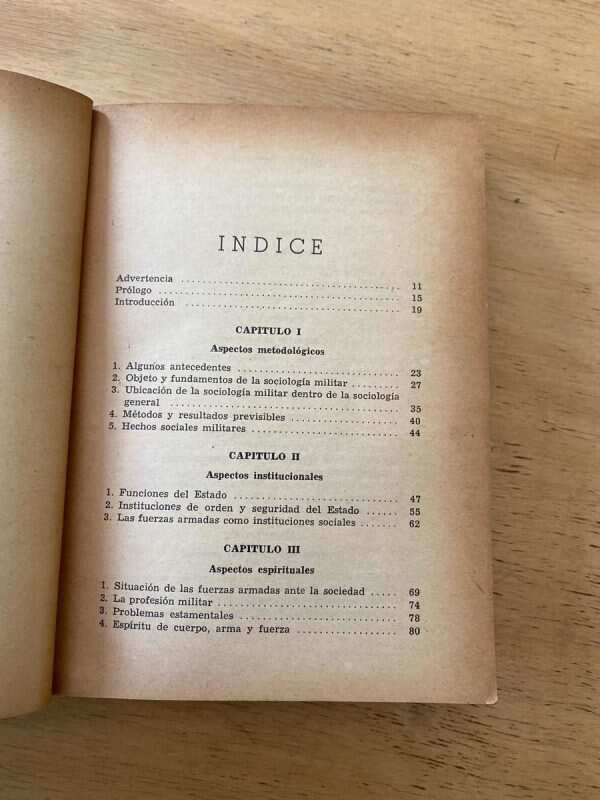 INDICE
Advertencia ........................................ 11
Prólogo ........................................ 15
Introducción ........................................ 19
CAPITULO I
Aspectos metodológicos
1. Algunos antecedentes .............................. 23
2. Objeto y fundamentos de la sociología militar ......... 27
3. Ubicación de la sociología militar dentro de la sociología
general ........................................ 35
4. Métodos y resultados previsibles .................... 40
5. Hechos sociales militares .......................... 44
CAPITULO II
Aspectos institucionales
1. Funciones del Estado .............................. 47
2. Instituciones de orden y seguridad del Estado ...... 55
3. Las fuerzas armadas como instituciones sociales ....... 62
CAPITULO III
Aspectos espirituales
1. Situación de las fuerzas armadas ante la sociedad ..... 69
2. La profesión militar .............................. 74
3. Problemas estamentales ............................ 78
4. Espíritu de cuerpo, arma y fuerza .................... 80